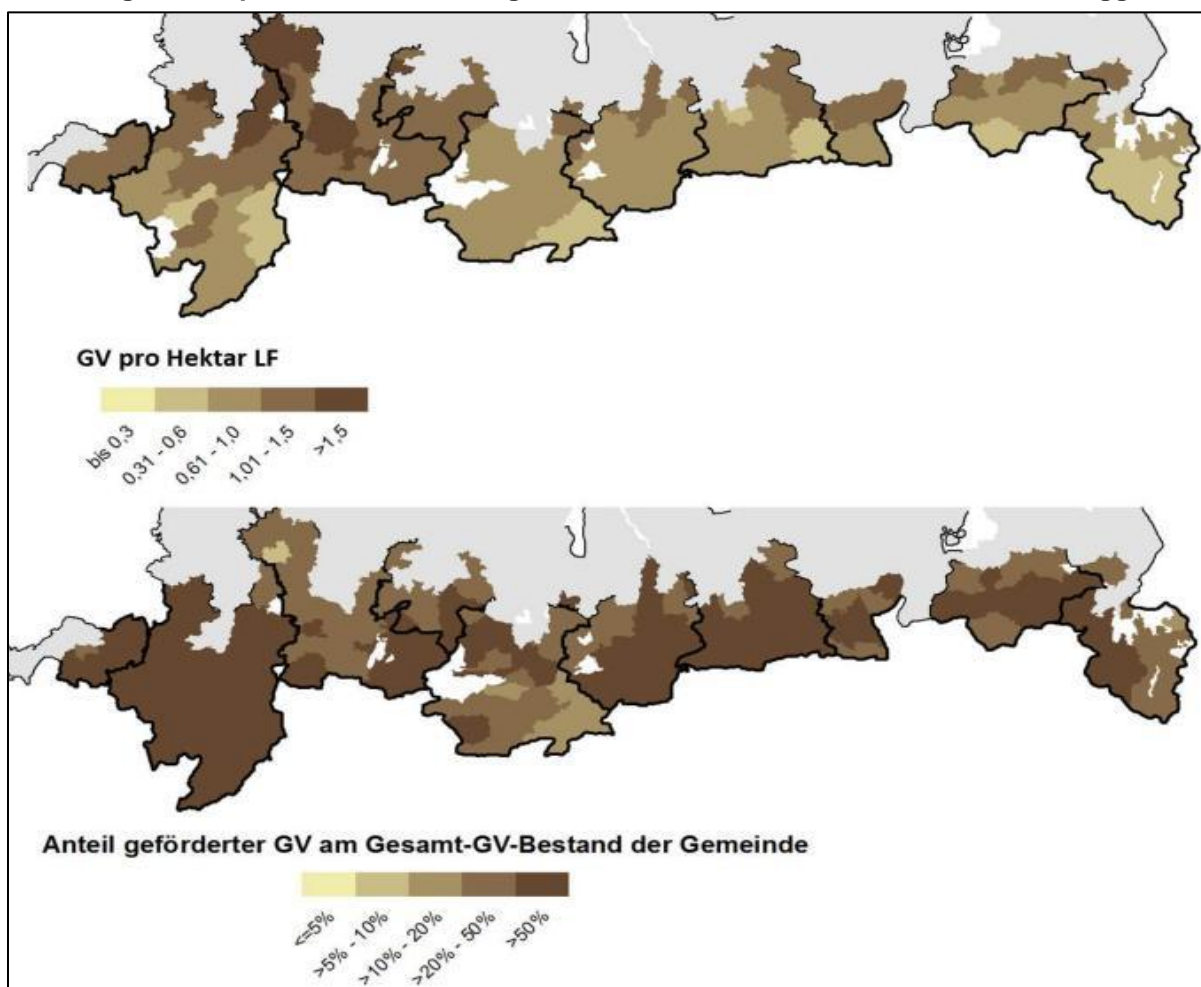 GV pro Hektar LF
bis 0,3
0,31 - 0,6
0,61 - 1,0
1,01 - 1,5
>1,5
Anteil geförderter GV am Gesamt-GV-Bestand der Gemeinde
<=5%
>5% - 10%
>10% - 20%
>20% - 50%
>50%